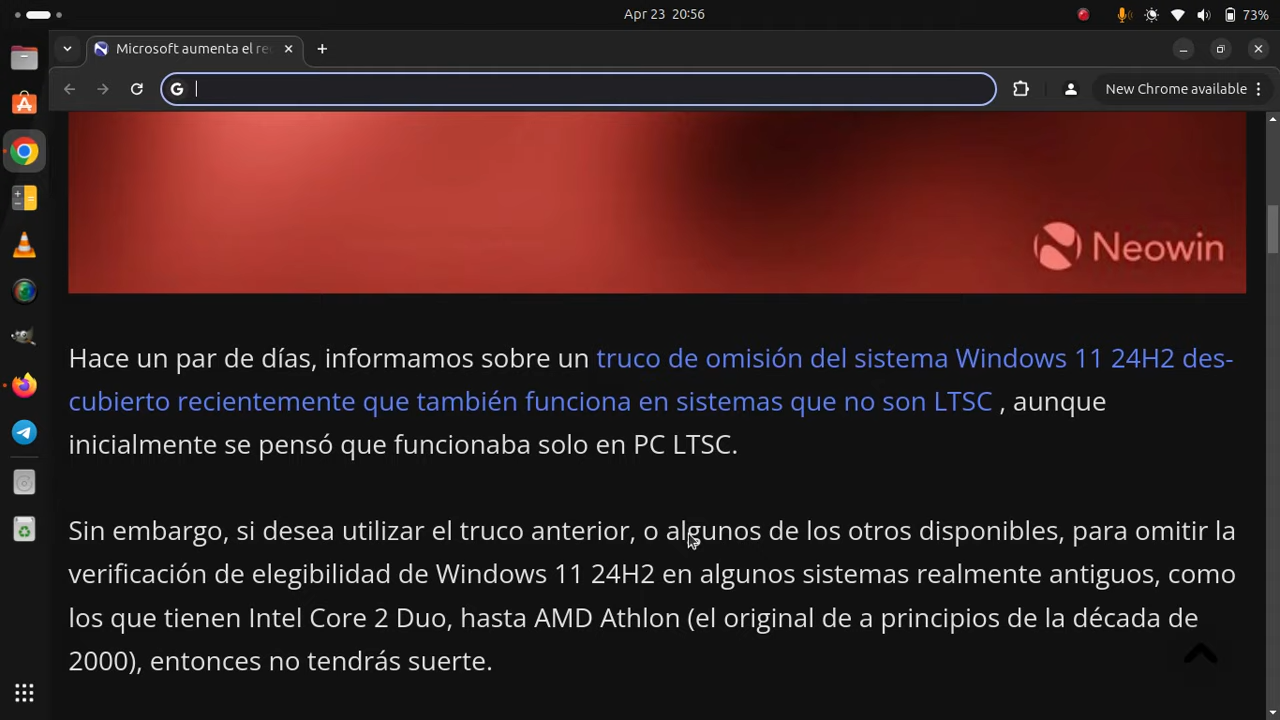 Apr 23 20:56
73%
Microsoft aumenta el re
New Chrome available
Neowin
Hace un par de días, informamos sobre un truco de omisión del sistema Windows 11 24H2 des-
cubierto recientemente que también funciona en sistemas que no son LTSC , aunque
inicialmente se pensó que funcionaba solo en PC LTSC.
Sin embargo, si desea utilizar el truco anterior, o algunos de los otros disponibles, para omitir la
verificación de elegibilidad de Windows 11 24H2 en algunos sistemas realmente antiguos, como
los que tienen Intel Core 2 Duo, hasta AMD Athlon (el original de a principios de la década de
2000), entonces no tendrás suerte.